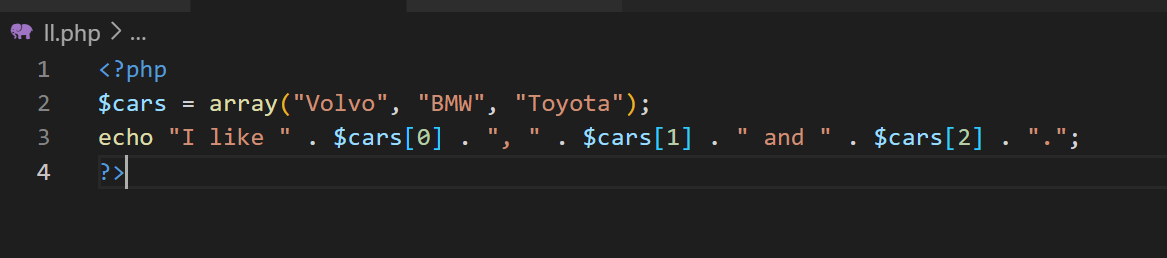 ll.php > ...
1 <?php
2 $cars = array("Volvo", "BMW", "Toyota");
3 echo "I like " . $cars[0] . ", " . $cars[1] . " and " . $cars[2] . ".";
4 ?>